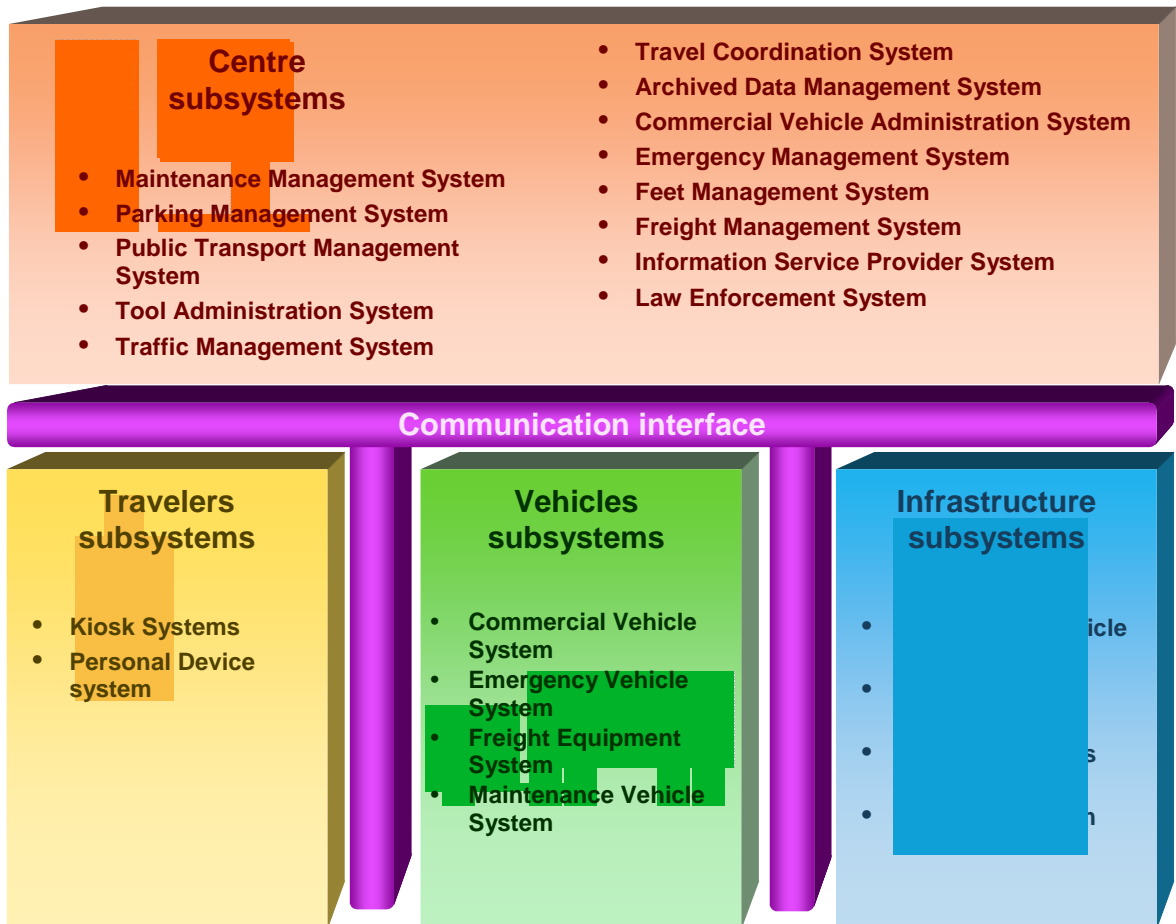 Centre
subsystems
• Maintenance Management System
• Parking Management System
• Public Transport Management
System
• Tool Administration System
• Traffic Management System
• Travel Coordination System
• Archived Data Management System
• Commercial Vehicle Administration System
• Emergency Management System
• Feet Management System
• Freight Management System
• Information Service Provider System
• Law Enforcement System
Communication interface
Travelers
subsystems
• Kiosk Systems
• Personal Device
system
Vehicles
subsystems
• Commercial Vehicle
System
• Emergency Vehicle
System
• Freight Equipment
System
• Maintenance Vehicle
System
Infrastructure
subsystems